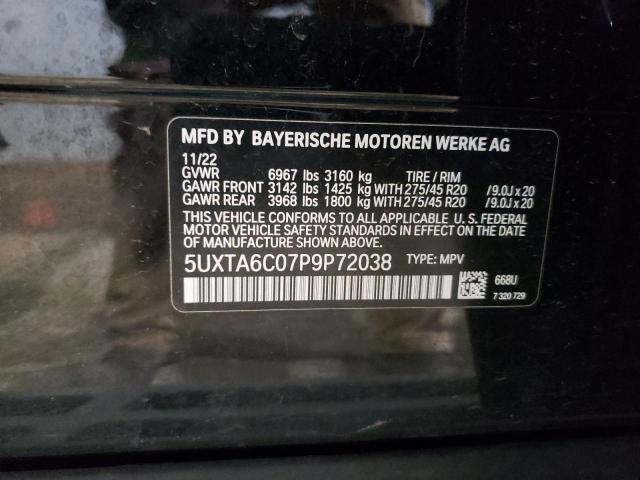 MFD BY BAYERISCHE MOTOREN WERKE AG
11/22
GVWR 6967 lbs 3160 kg TIRE / RIM
GAWR FRONT 3142 lbs 1425 kg WITH 275/45 R20 /9.0J x 20
GAWR REAR 3968 lbs 1800 kg WITH 275/45 R20 /9.0J x 20
THIS VEHICLE CONFORMS TO ALL APPLICABLE U. S. FEDERAL
MOTOR VEHICLE SAFETY STANDARDS IN EFFECT ON THE DATE
OF MANUFACTURE SHOWN ABOVE.
5UXTA6C07P9P72038 TYPE: MPV
668U
7 320 729